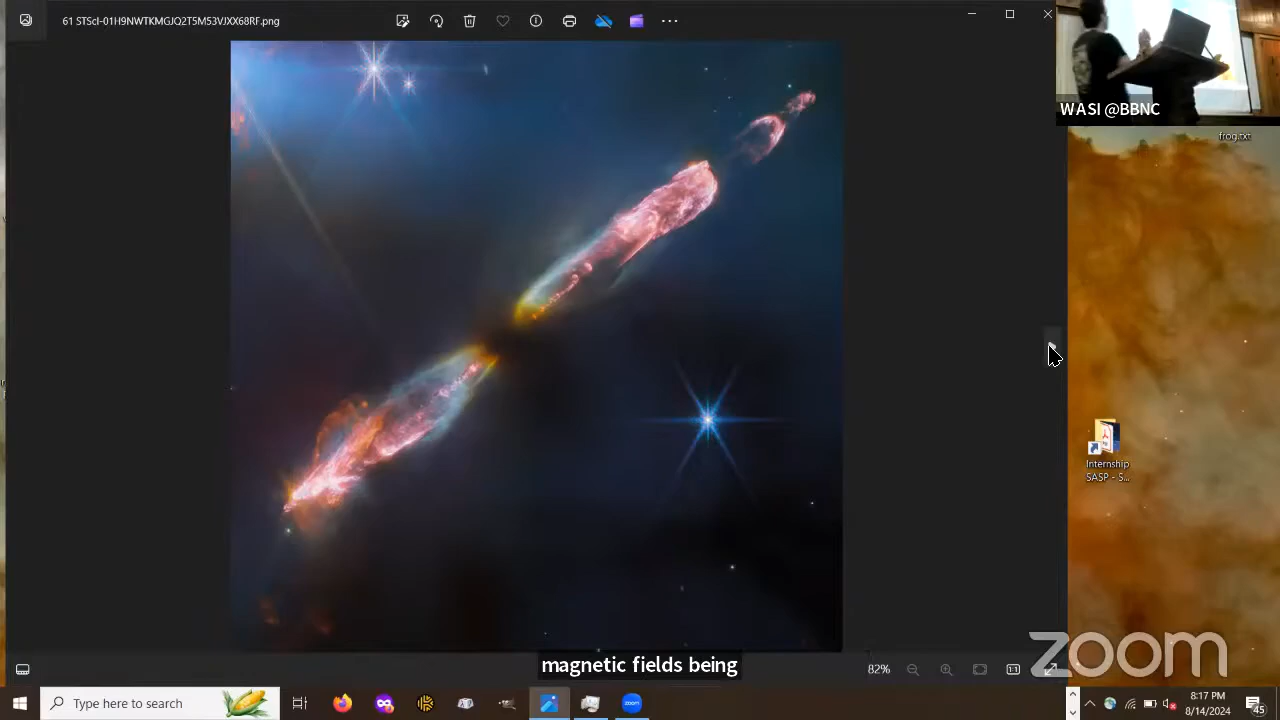 61 STScI-01H9NWTKMGJQ2T5M53VJXX68RF.png
WASI @BBNC
frog.txt
Internship
SASP - S...
magnetic fields being
82%
zoom
Type here to search
zoom
8:17 PM
8/14/2024
45